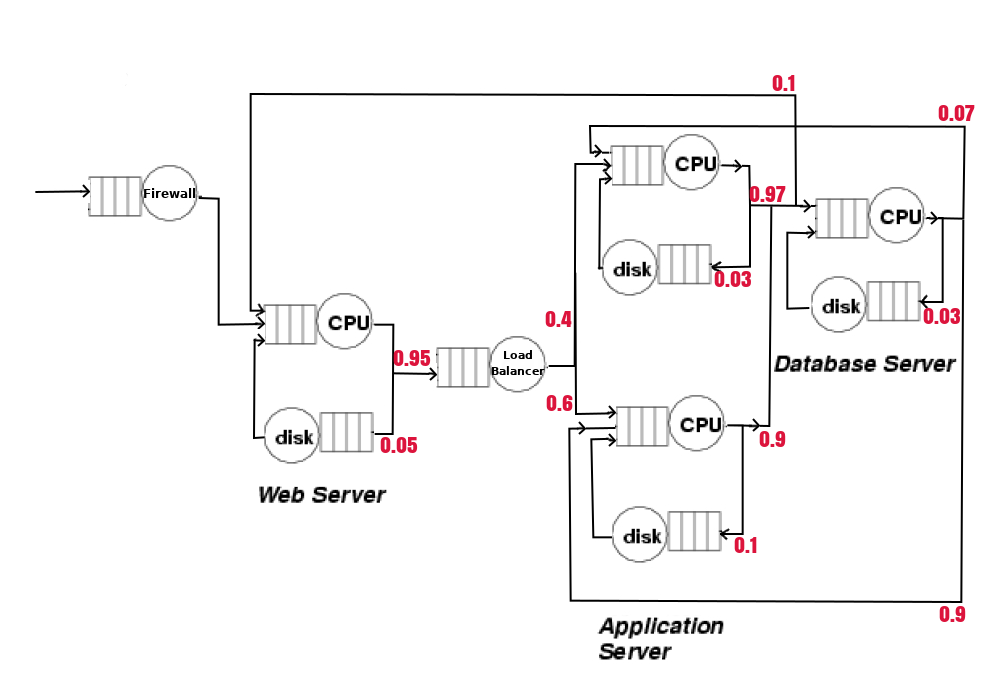 0.1
0.07
CPU
Firewall
0.97
CPU
disk
0.03
disk
0.03
0.4
CPU
0.95
Load
Balancer
Database Server
0.6
CPU
0.9
disk
0.05
Web Server
disk
0.1
0.9
Application
Server